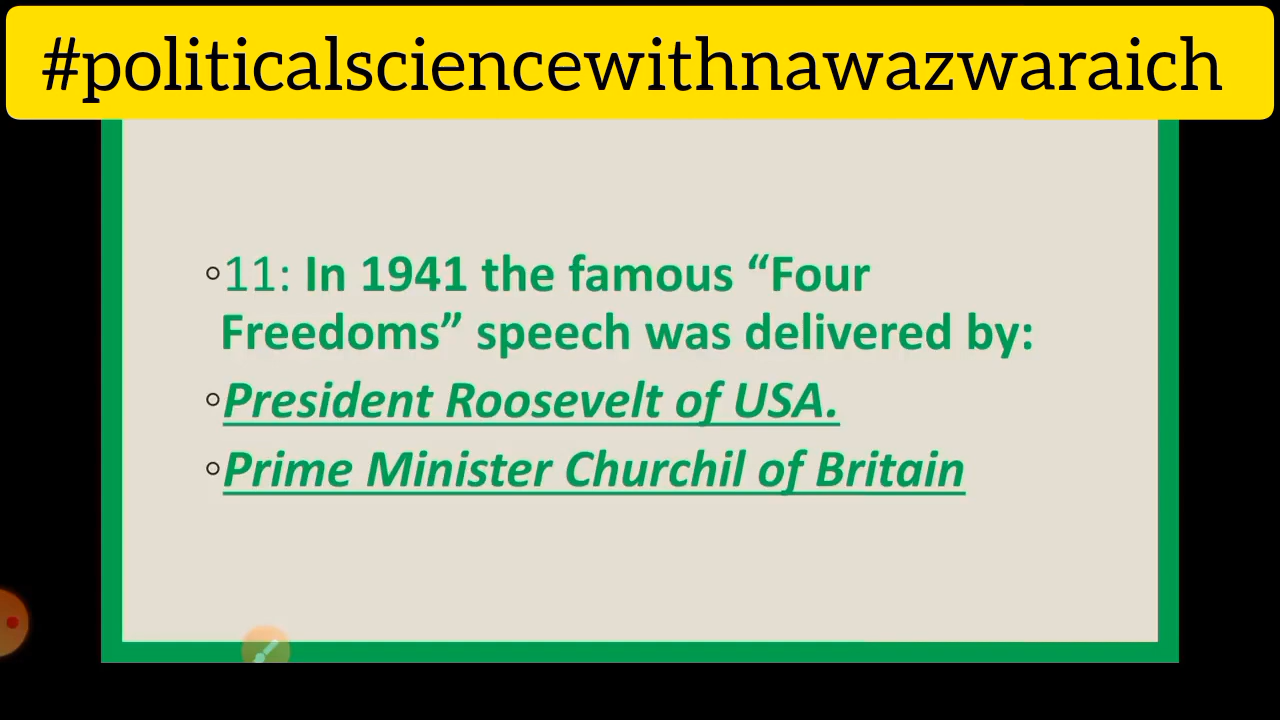 #politicalsciencewithnawazwaraich
◦11: In 1941 the famous “Four
Freedoms” speech was delivered by:
◦President Roosevelt of USA.
◦Prime Minister Churchil of Britain